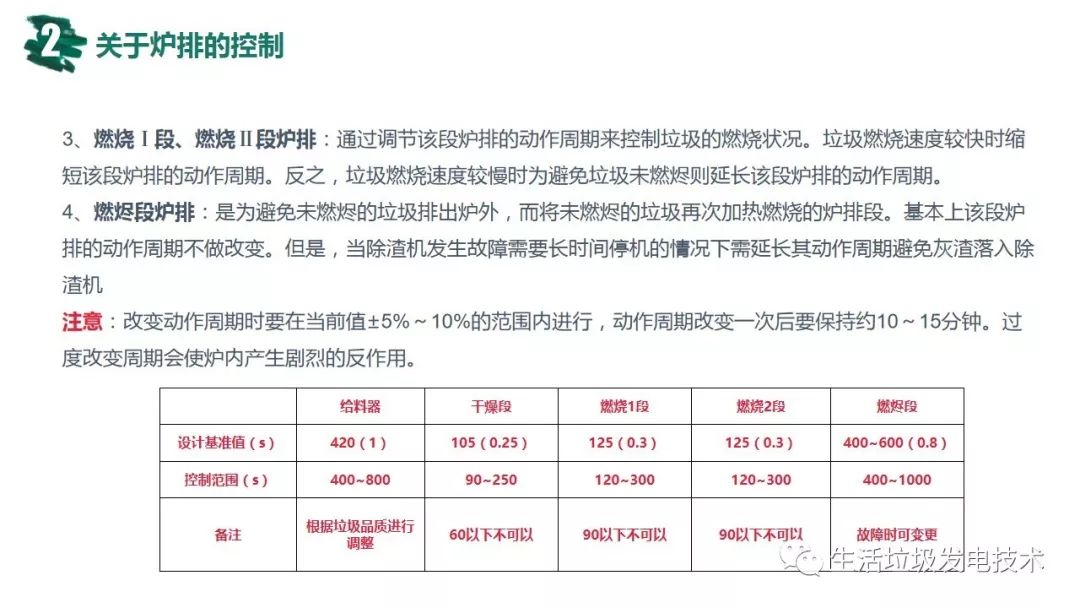 2 关于炉排的控制
3、燃烧Ⅰ段、燃烧Ⅱ段炉排：通过调节该段炉排的动作周期来控制垃圾的燃烧状况。垃圾燃烧速度较快时缩
短该段炉排的动作周期。反之，垃圾燃烧速度较慢时为避免垃圾未燃烬则延长该段炉排的动作周期。
4、燃烬段炉排：是为避免未燃烬的垃圾排出炉外，而将未燃烬的垃圾再次加热燃烧的炉排段。基本上该段炉
排的动作周期不做改变。但是，当除渣机发生故障需要长时间停机的情况下需延长其动作周期避免灰渣落入除
渣机
注意：改变动作周期时要在当前值±5%～10%的范围内进行，动作周期改变一次后要保持约10～15分钟。过
度改变周期会使炉内产生剧烈的反作用。
给料器 干燥段 燃烧1段 燃烧2段 燃烬段
设计基准值（s） 420（1） 105（0.25） 125（0.3） 125（0.3） 400~600（0.8）
控制范围（s） 400~800 90~250 120~300 120~300 400~1000
备注 根据垃圾品质进行
调整 60以下不可以 90以下不可以 90以下不可以 故障时可变更
生活垃圾发电技术